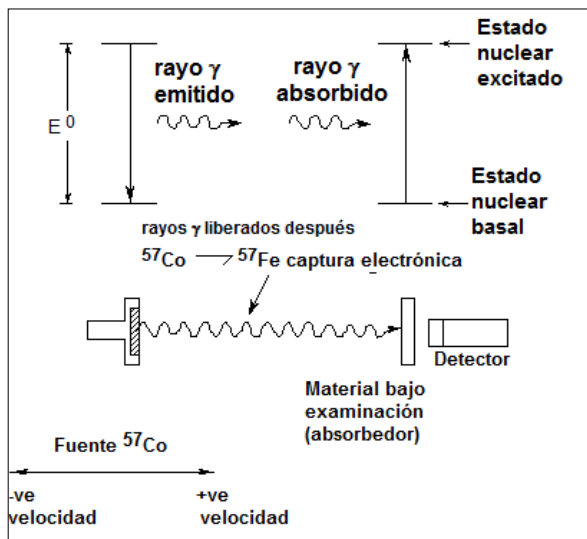 Estado
nuclear
excitado
rayo γ
emitido
rayo γ
absorbido
E⁰
Estado
nuclear
basal
rayos γ liberados después
⁵⁷Co ⁵⁷Fe captura electrónica
Detector
Material bajo
examinación
(absorbedor)
Fuente ⁵⁷Co
-ve
velocidad
+ve
velocidad